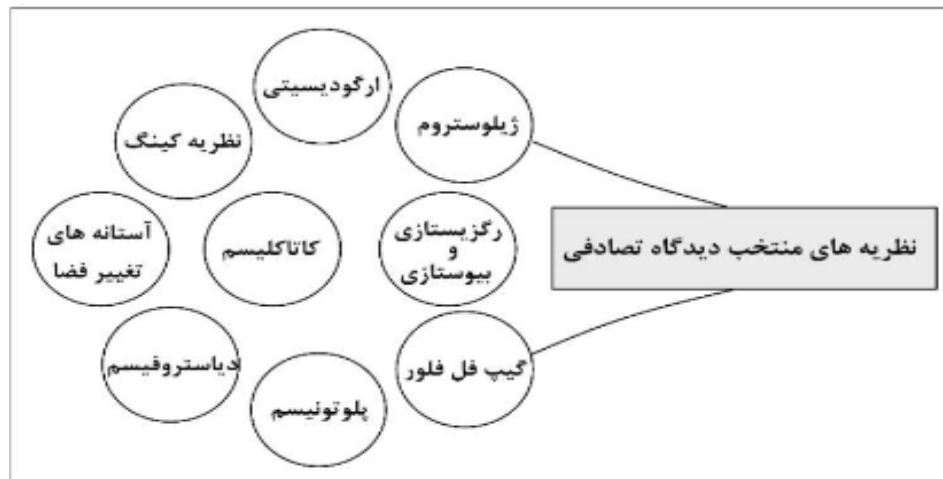 ارگودیسیتی
ژیلوستروم
نظریه کینگ
نظریه های منتخب دیدگاه تصادفی
رگزیستازی
و
بیوستازی
کاتاکلیسم
آستانه های
تغییر فضا
گیپ فل فلور
دیاستروفیسم
پلوتونیسم